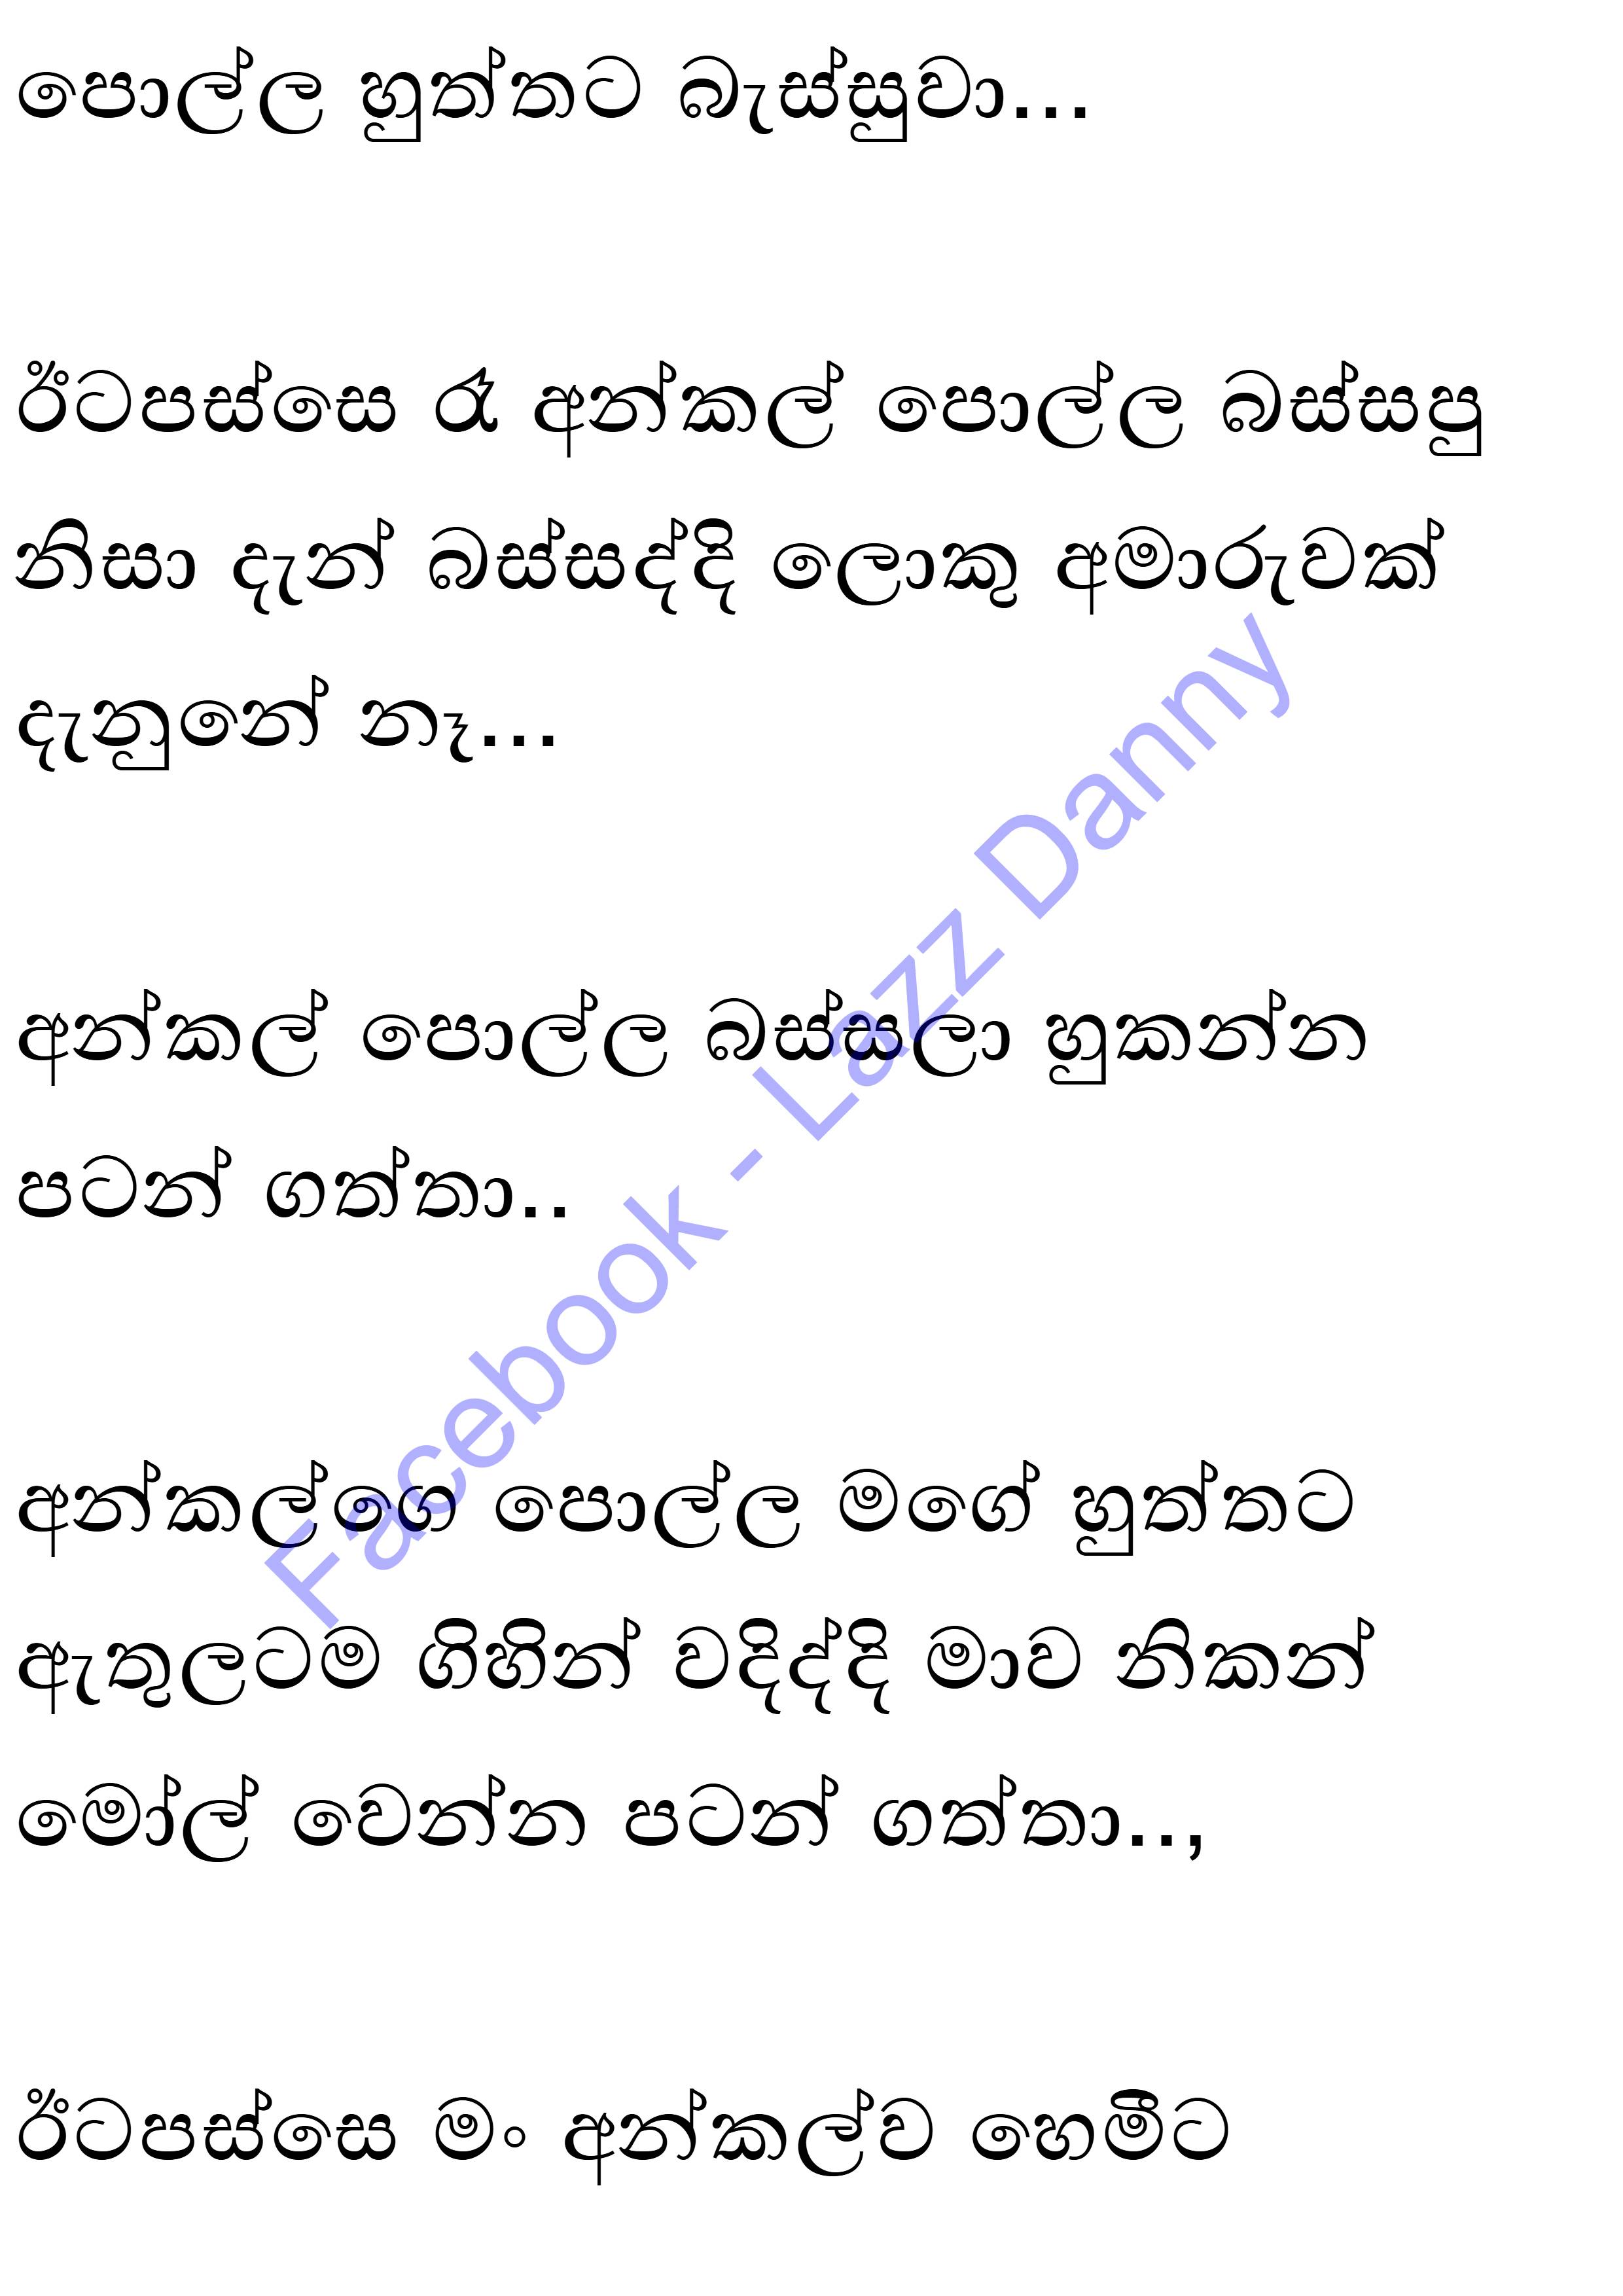 පොල්ල හුත්තට බැස්සුවා...
ඊටපස්සෙ රෑ අන්කල් පොල්ල බස්සපු
නිසා දැන් බස්සද්දි ලොකු අමාරුවක්
දැනුනේ නෑ...
අන්කල් පොල්ල බස්සලා හුකන්න
පටන් ගත්තා..
අන්කල්ගෙ පොල්ල මගේ හුත්තට
ඇතුලටම ගිහින් වදිද්දි මාව නිකන්
මෝල් වෙන්න පටන් ගත්තා..,
ඊටපස්සෙ මං අන්කල්ව හෙමීට
Facebook - Lazz Danny